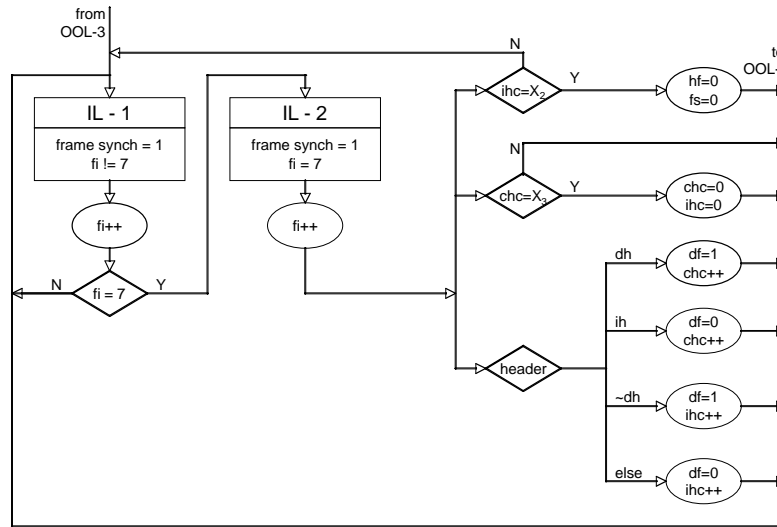 from
OOL-3
N
ihc=X2
Y
hf=0
fs=0
IL - 1
frame synch = 1
fi != 7
IL - 2
frame synch = 1
fi = 7
N
chc=X3
Y
chc=0
ihc=0
fi++
fi++
N
fi = 7
Y
dh
df=1
chc++
ih
df=0
chc++
header
~dh
df=1
ihc++
else
df=0
ihc++